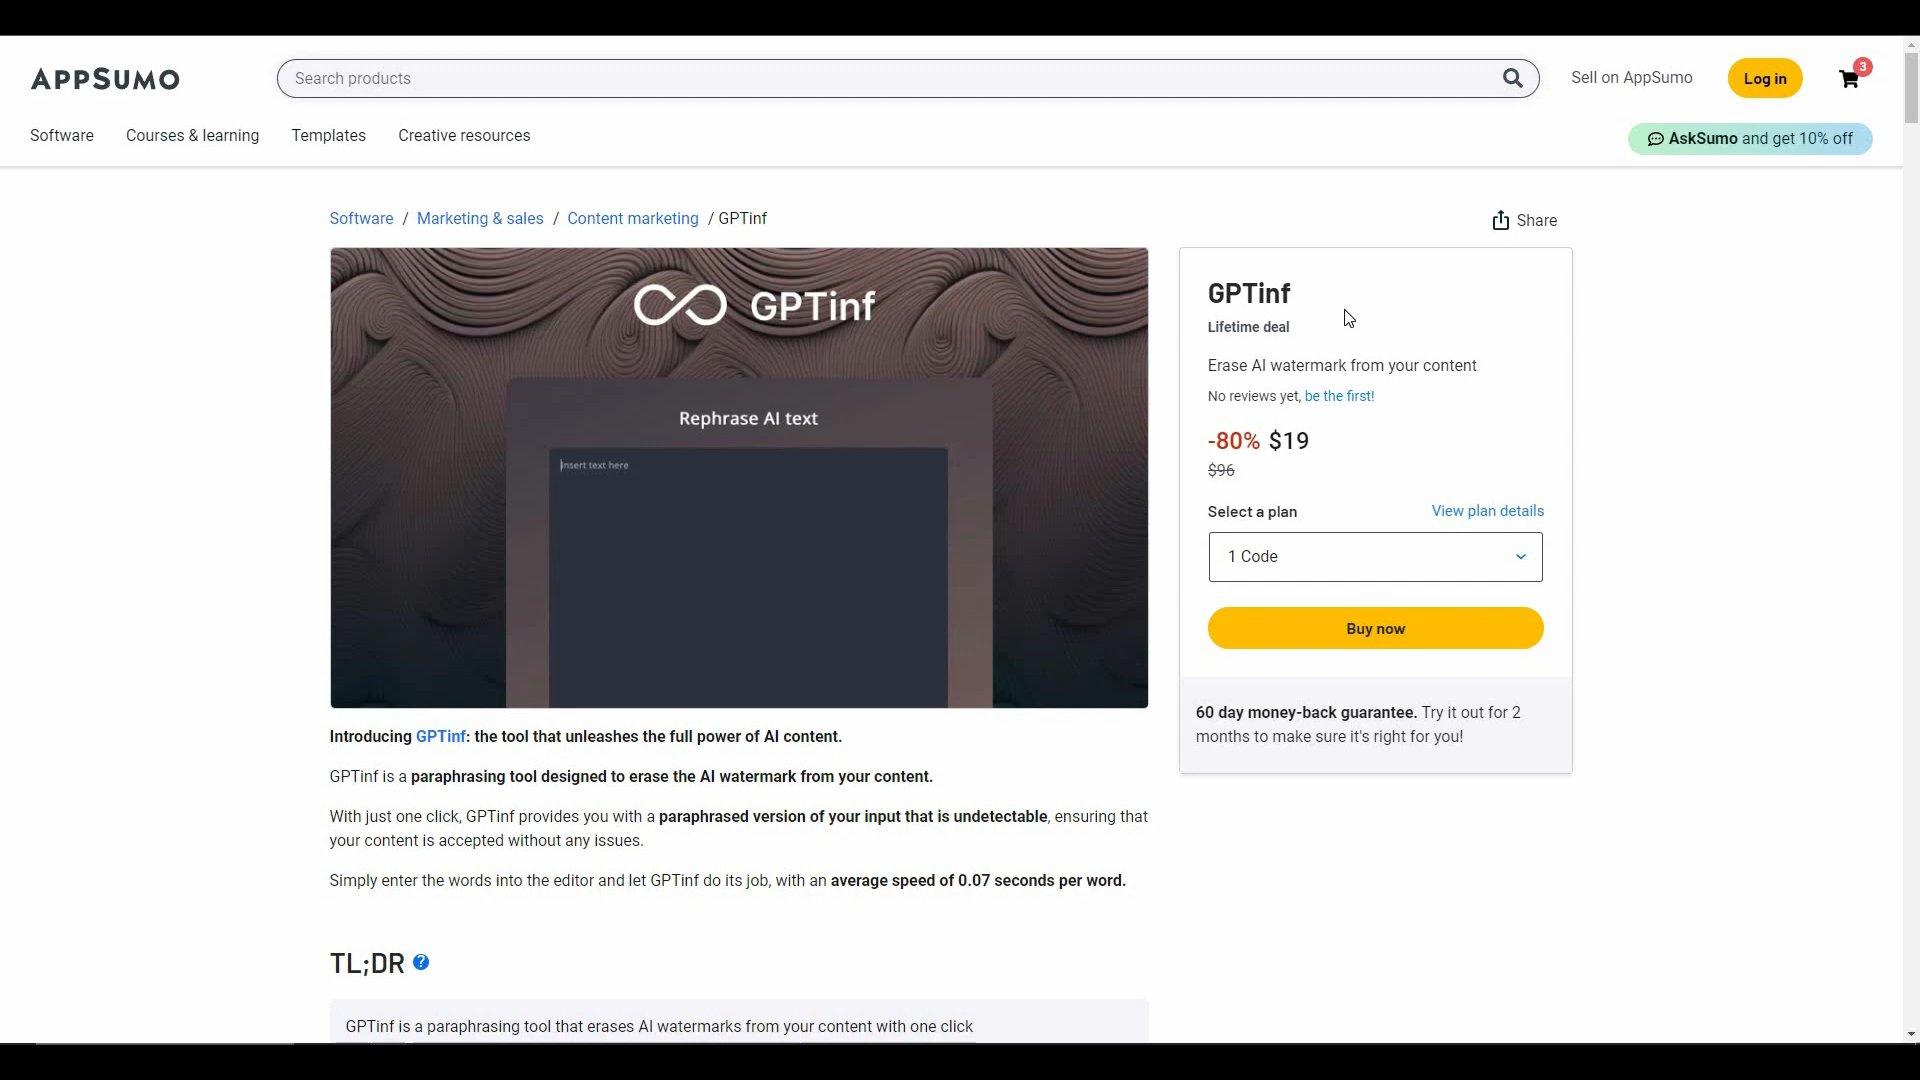 APPSUMO
Search products
Sell on AppSumo
Log in
3
Software
Courses & learning
Templates
Creative resources
AskSumo and get 10% off
Software / Marketing & sales / Content marketing / GPTinf
Share
GPTinf
Rephrase AI text
Insert text here
GPTinf
Lifetime deal
Erase AI watermark from your content
No reviews yet, be the first!
-80% $19
$96
Select a plan
View plan details
1 Code
Buy now
60 day money-back guarantee. Try it out for 2
months to make sure it's right for you!
Introducing GPTinf: the tool that unleashes the full power of AI content.
GPTinf is a paraphrasing tool designed to erase the AI watermark from your content.
With just one click, GPTinf provides you with a paraphrased version of your input that is undetectable, ensuring that
your content is accepted without any issues.
Simply enter the words into the editor and let GPTinf do its job, with an average speed of 0.07 seconds per word.
TL;DR ?
GPTinf is a paraphrasing tool that erases AI watermarks from your content with one click